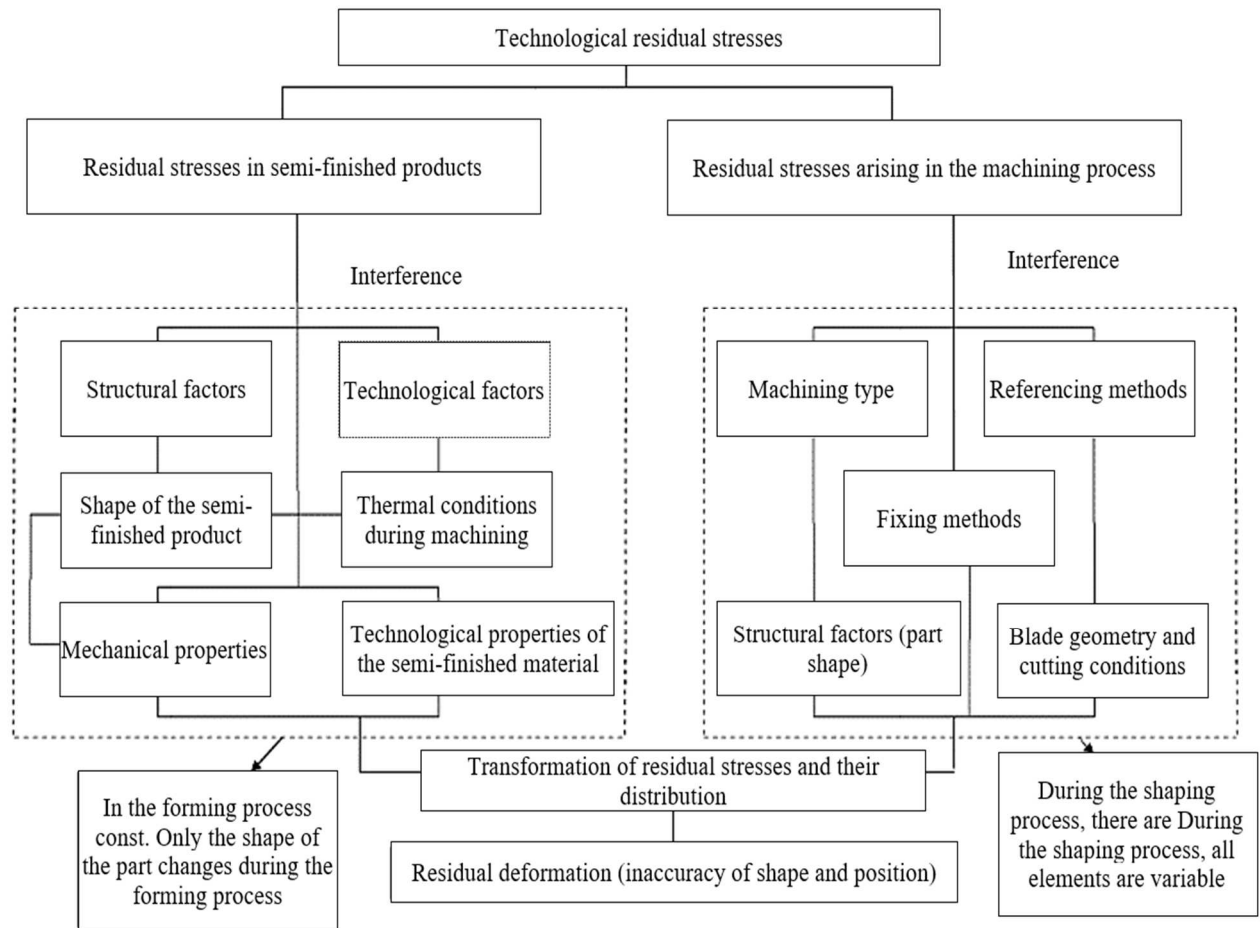 Technological residual stresses
Residual stresses in semi-finished products
Residual stresses arising in the machining process
Interference
Interference
Structural factors
Technological factors
Machining type
Referencing methods
Shape of the semi-
finished product
Thermal conditions
during machining
Fixing methods
Mechanical properties
Technological properties of
the semi-finished material
Structural factors (part
shape)
Blade geometry and
cutting conditions
Transformation of residual stresses and their
distribution
In the forming process
const. Only the shape of
the part changes during the
forming process
During the shaping
process, there are During
the shaping process, all
elements are variable
Residual deformation (inaccuracy of shape and position)